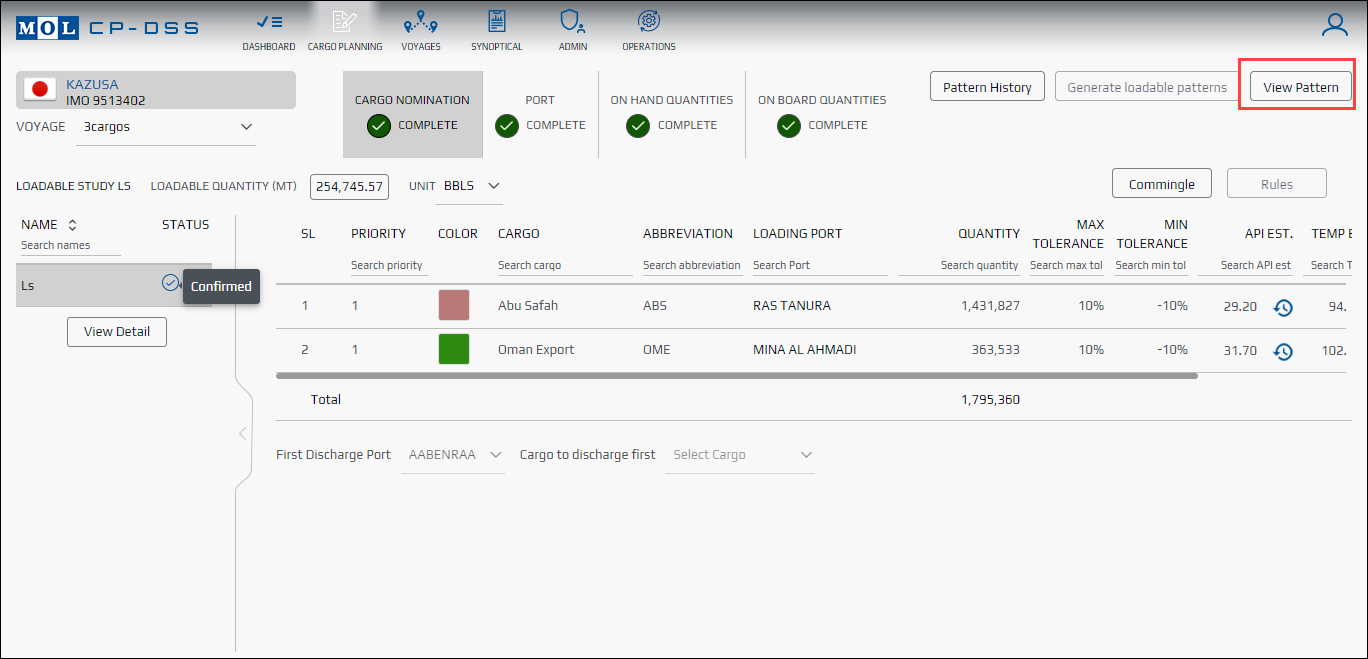 MOL CP-DSS
DASHBOARD CARGO PLANNING VOYAGES SYNOPTICAL ADMIN OPERATIONS
KAZUSA
IMO 9513402
VOYAGE 3cargos
CARGO NOMINATION
COMPLETE
PORT
COMPLETE
ON HAND QUANTITIES
COMPLETE
ON BOARD QUANTITIES
COMPLETE
Pattern History Generate loadable patterns View Pattern
LOADABLE STUDY LS LOADABLE QUANTITY (MT) 254,745.57 UNIT BBLS
Commingle Rules
NAME STATUS
Search names
Ls Confirmed
View Detail
SL PRIORITY COLOR CARGO ABBREVIATION LOADING PORT QUANTITY MAX TOLERANCE MIN TOLERANCE API EST. TEMP E
Search priority Search cargo Search abbreviation Search Port Search quantity Search max tol Search min tol Search API est Search T
1 1 Abu Safah ABS RAS TANURA 1,431,827 10% -10% 29.20 94.
2 1 Oman Export OME MINA AL AHMADI 363,533 10% -10% 31.70 102.
Total 1,795,360
First Discharge Port AABENRAA Cargo to discharge first Select Cargo